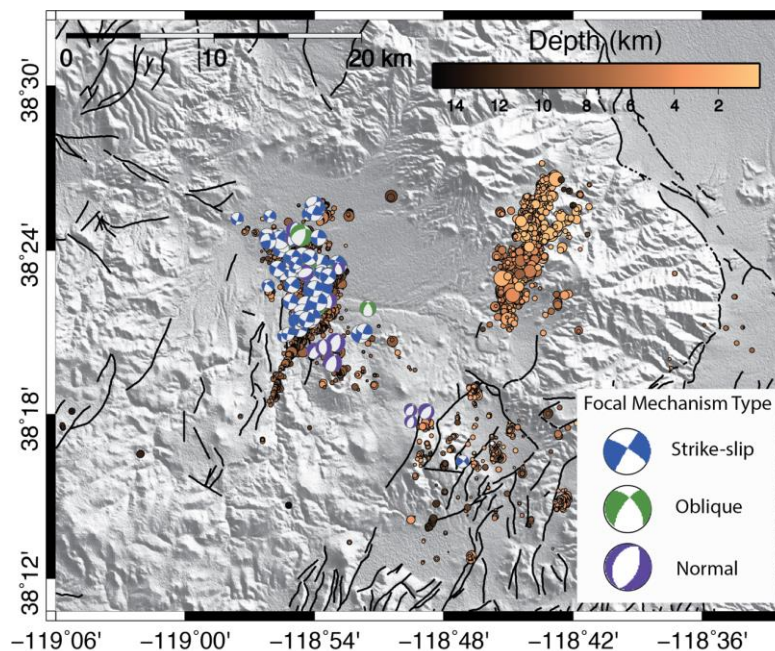 Depth (km)
0 10 20 km
14 12 10 8 6 4 2
38°30'
38°24'
38°18'
38°12'
Focal Mechanism Type
Strike-slip
Oblique
Normal
−119°06' −119°00' −118°54' −118°48' −118°42' −118°36'